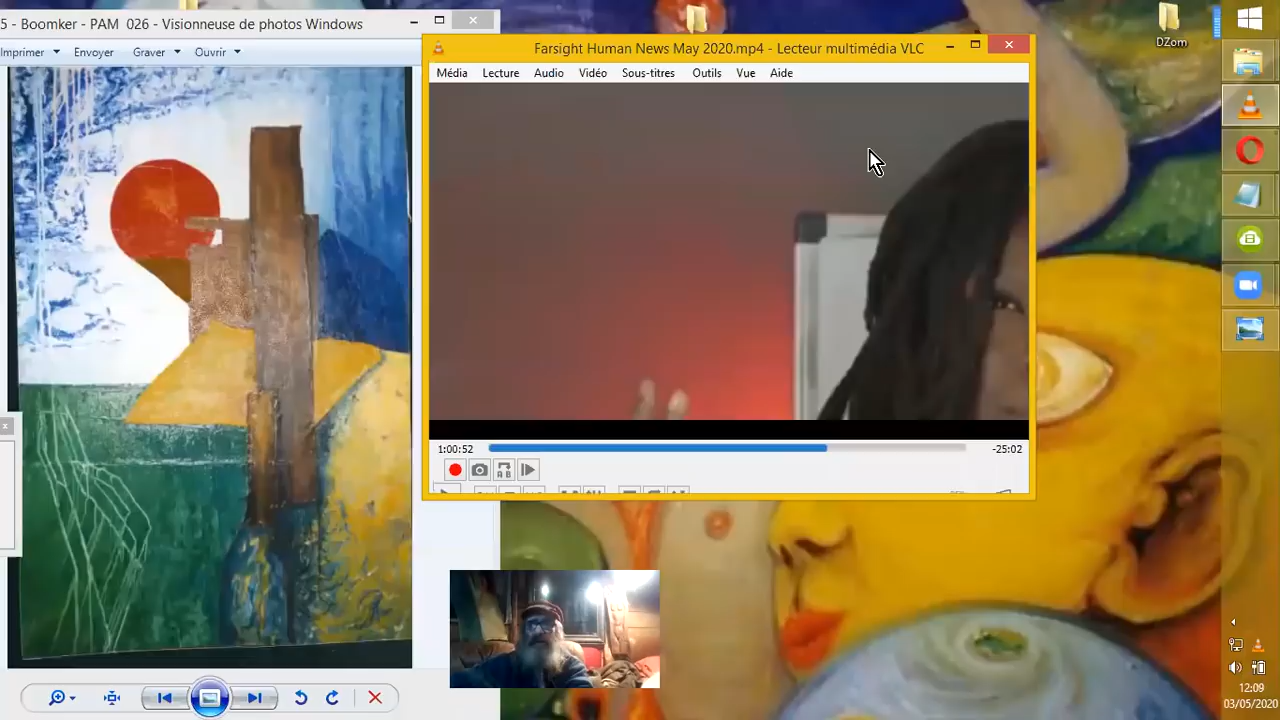 5 - Boomker - PAM 026 - Visionneuse de photos Windows
Imprimer Envoyer Graver Ouvrir
Farsight Human News May 2020.mp4 - Lecteur multimédia VLC
Média Lecture Audio Vidéo Sous-titres Outils Vue Aide
1:00:52 -25:02
DZom
12:09
03/05/2020